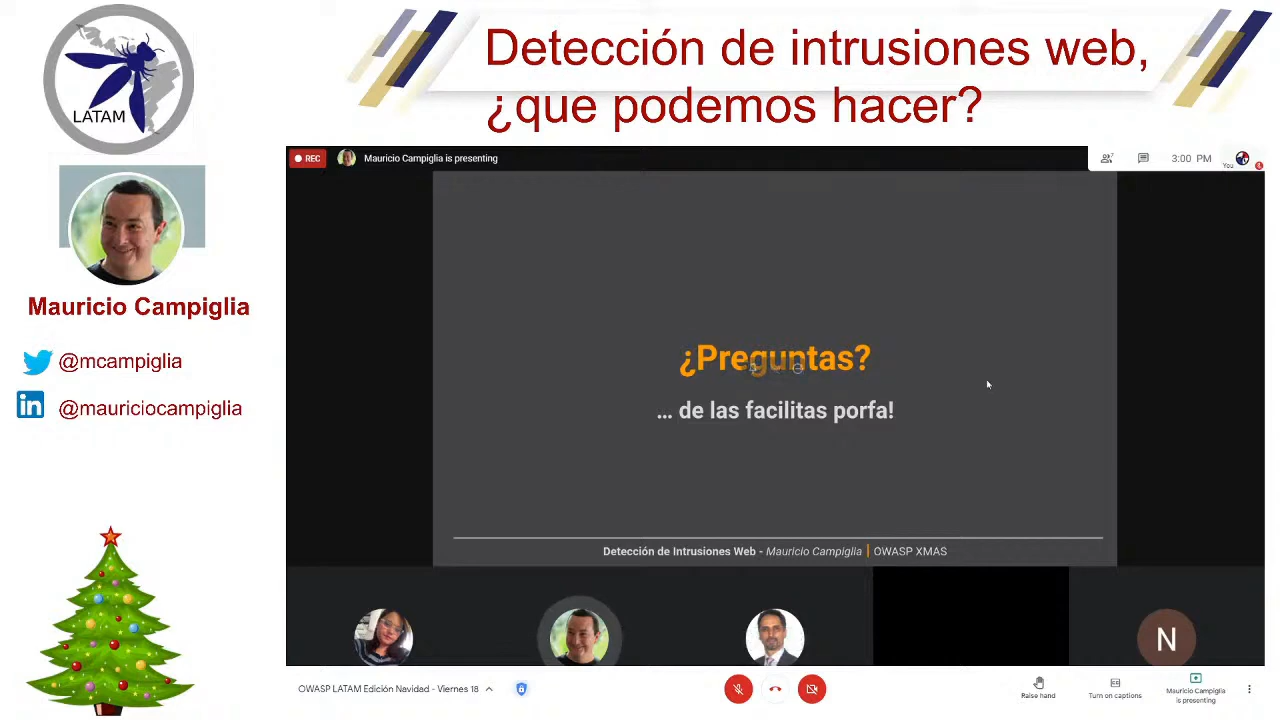 LATAM
Detección de intrusiones web,
¿que podemos hacer?
Mauricio Campiglia
@mcampiglia
in
@mauriciocampiglia
REC
Mauricio Campiglia is presenting
3:00 PM
You
¿Preguntas?
... de las facilitas porfa!
Detección de Intrusiones Web - Mauricio Campiglia | OWASP XMAS
N
OWASP LATAM Edición Navidad - Viernes 18
Raise hand
Turn on captions
Mauricio Campiglia
is presenting